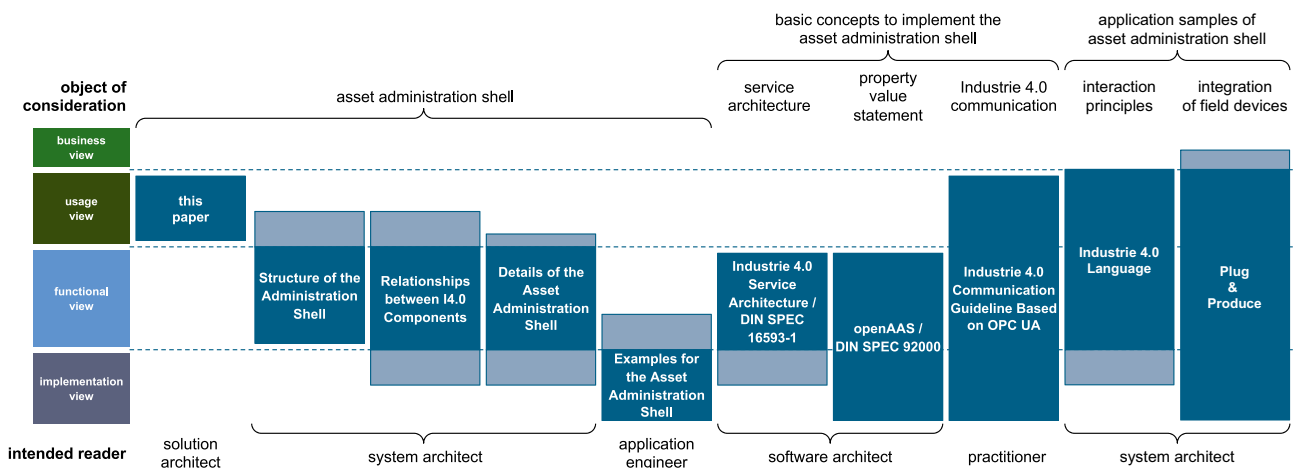 basic concepts to implement the
asset administration shell
application samples of
asset administration shell
object of
consideration
asset administration shell
service
architecture
property
value
statement
Industrie 4.0
communication
interaction
principles
integration
of field devices
business
view
usage
view
functional
view
implementation
view
this
paper
Structure of the
Administration
Shell
Relationships
between I4.0
Components
Details of the
Asset
Administration
Shell
Examples for
the Asset
Administration
Shell
Industrie 4.0
Service
Architecture /
DIN SPEC
16593-1
openAAS /
DIN SPEC 92000
Industrie 4.0
Communication
Guideline Based
on OPC UA
Industrie 4.0
Language
Plug
&
Produce
intended reader
solution
architect
system architect
application
engineer
software architect
practitioner
system architect